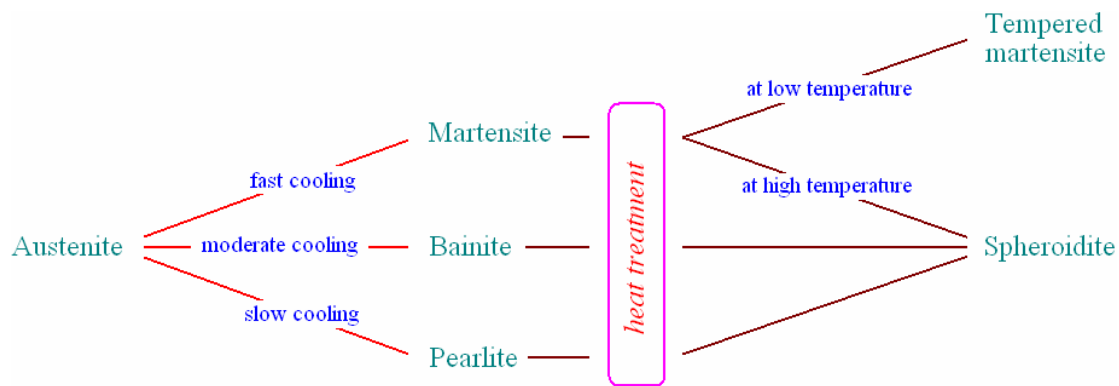 Tempered
martensite
at low temperature
Martensite
fast cooling
at high temperature
heat treatment
Austenite
moderate cooling
Bainite
Spheroidite
slow cooling
Pearlite